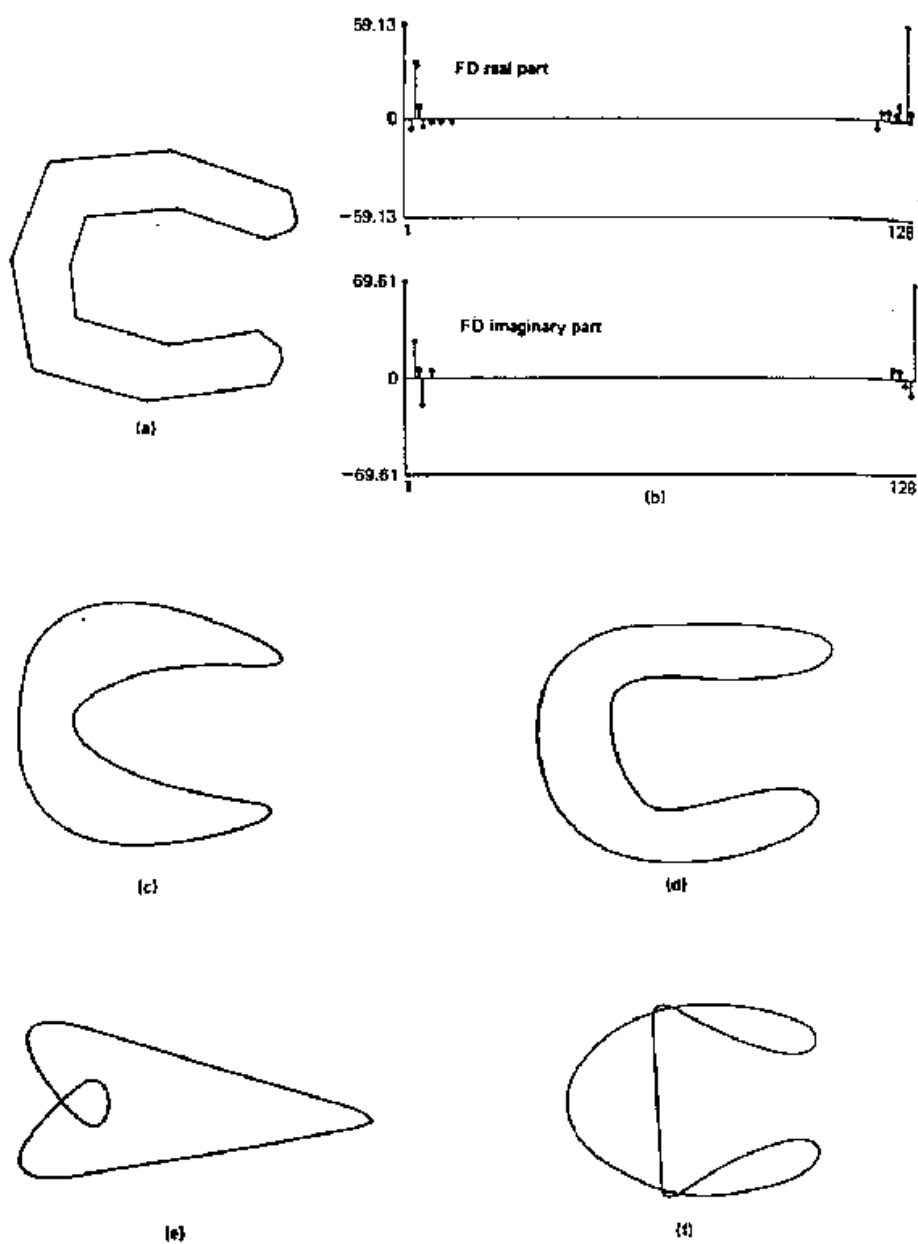 59.13
FD real part
0
−59.13
1 128
(a)
69.61
FD imaginary part
0
−69.61
1 128
(b)
(c)
(d)
(e)
(f)